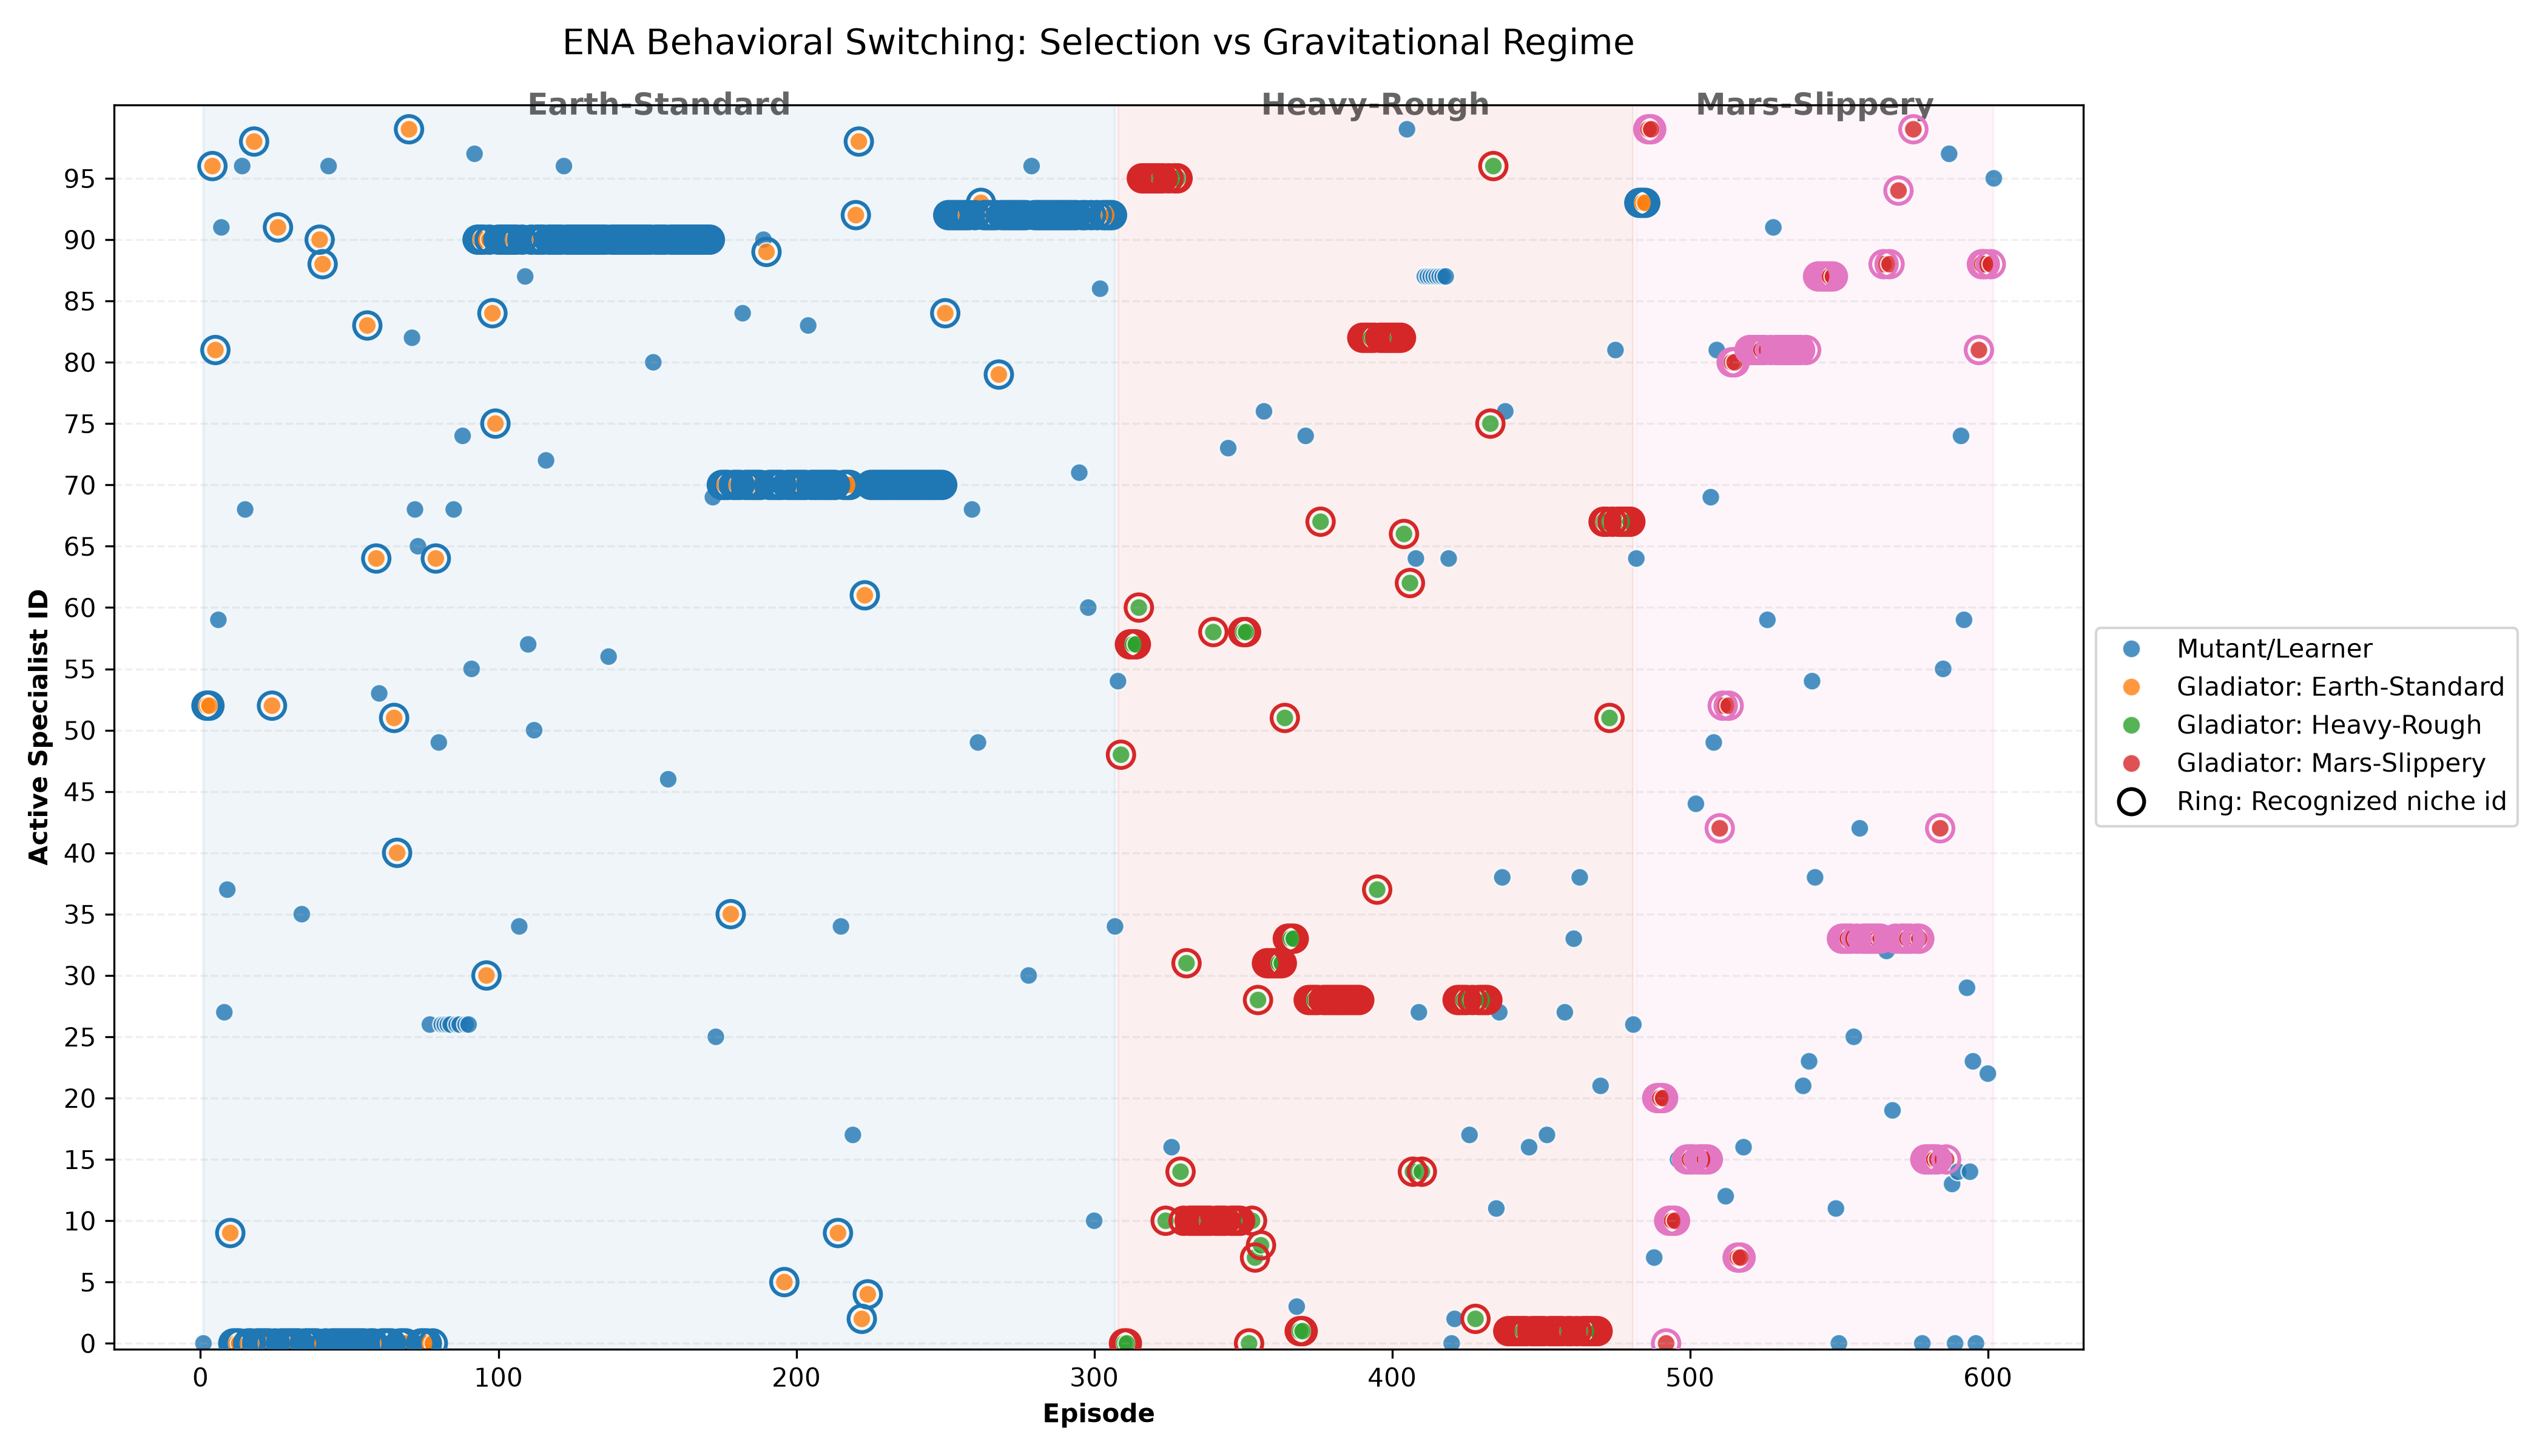 ENA Behavioral Switching: Selection vs Gravitational Regime
Earth-Standard
Heavy-Rough
Mars-Slippery
95
90
85
80
75
70
65
60
55
50
45
40
35
30
25
20
15
10
5
0
Active Specialist ID
0
100
200
300
400
500
600
Episode
Mutant/Learner
Gladiator: Earth-Standard
Gladiator: Heavy-Rough
Gladiator: Mars-Slippery
Ring: Recognized niche id